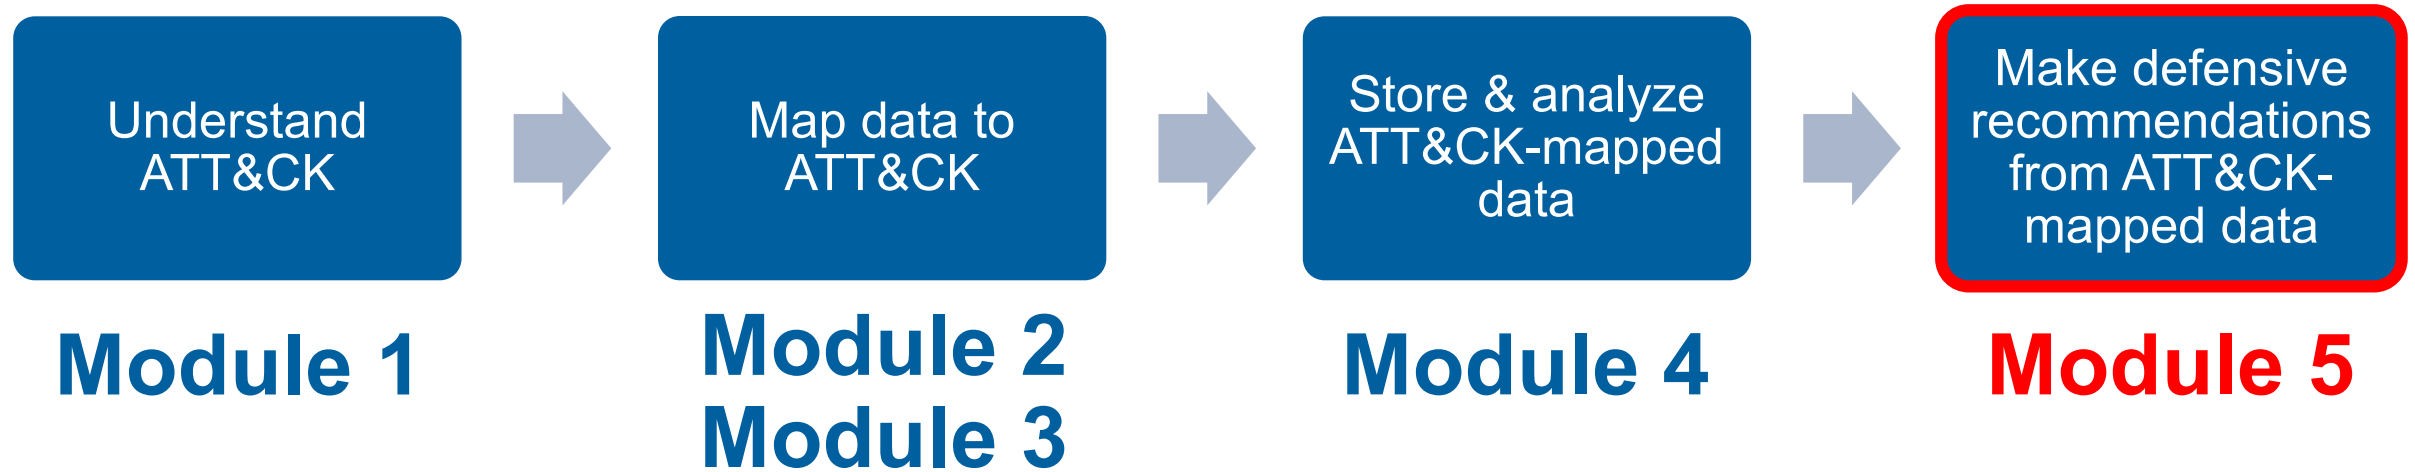 Understand
ATT&CK
Module 1
Map data to
ATT&CK
Module 2
Module 3
Store & analyze
ATT&CK-mapped
data
Module 4
Make defensive
recommendations
from ATT&CK-
mapped data
Module 5